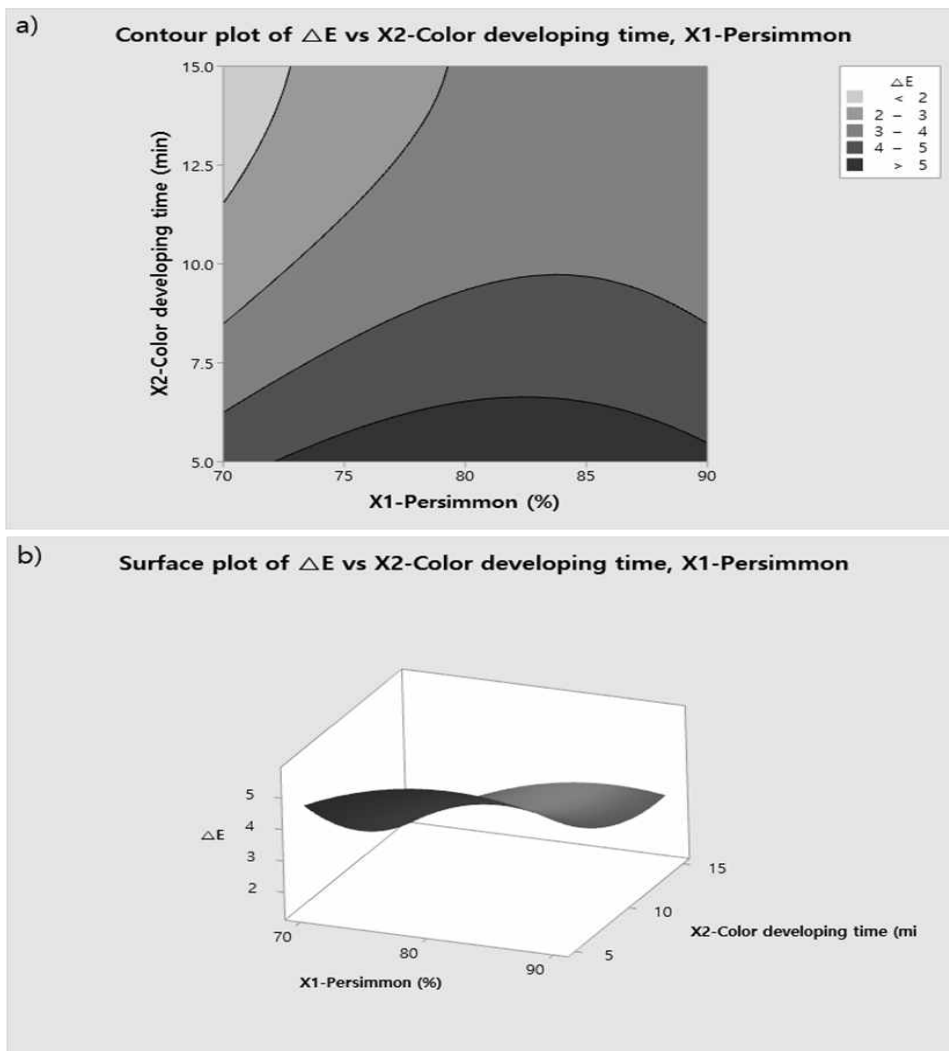 a)
Contour plot of △E vs X2-Color developing time, X1-Persimmon
△E
< 2
2 – 3
3 – 4
4 – 5
> 5
15.0
12.5
10.0
7.5
5.0
X2-Color developing time (min)
70 75 80 85 90
X1-Persimmon (%)
b)
Surface plot of △E vs X2-Color developing time, X1-Persimmon
5
4
3
2
△E
15
10
5
X2-Color developing time (mi
70
80
90
X1-Persimmon (%)